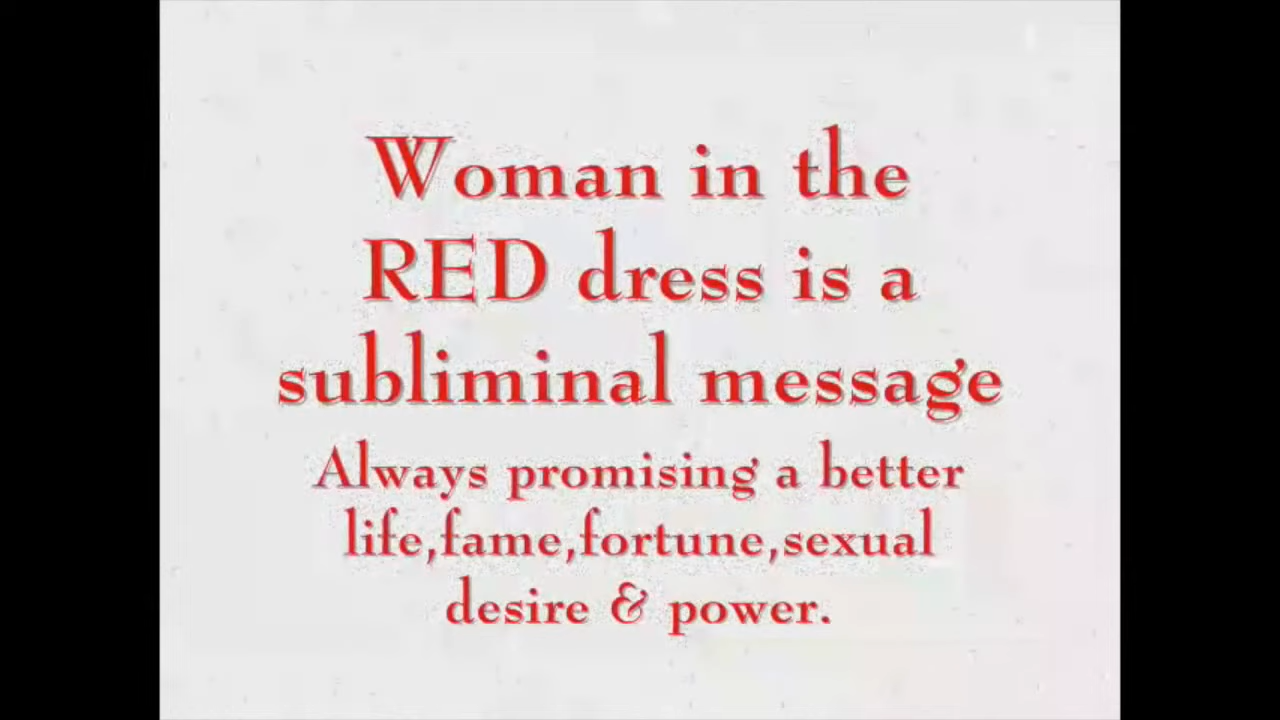 Woman in the
RED dress is a
subliminal message
Always promising a better
life,fame,fortune,sexual
desire & power.